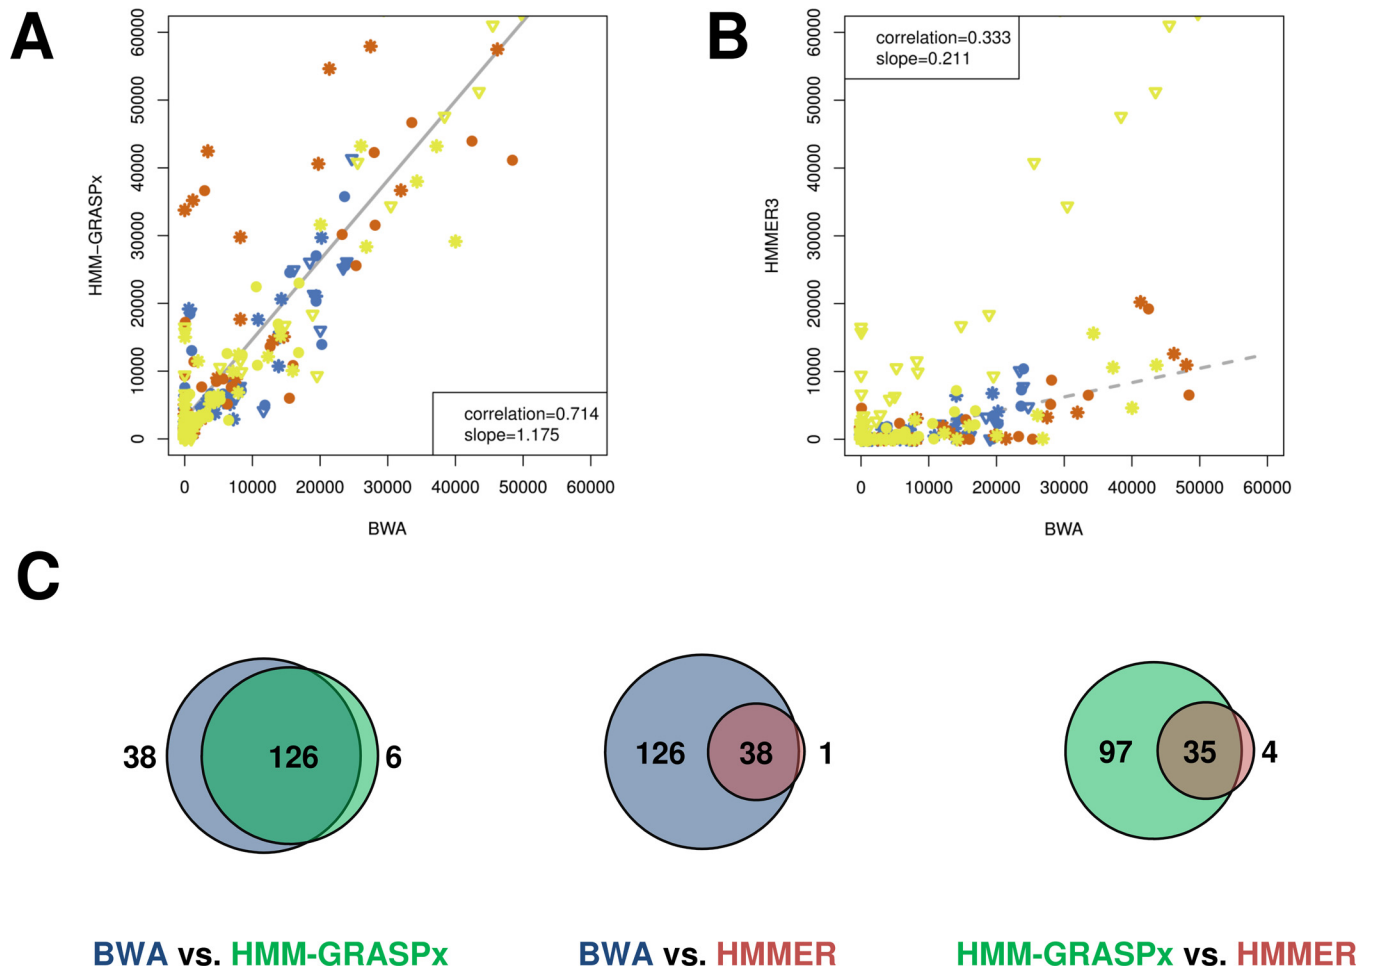 A
B
60000
50000
40000
30000
20000
10000
0
HMM−GRASPx
correlation=0.714
slope=1.175
0 10000 20000 30000 40000 50000 60000
BWA
60000
50000
40000
30000
20000
10000
0
HMMER3
correlation=0.333
slope=0.211
0 10000 20000 30000 40000 50000 60000
BWA
C
38 126 6
126 38 1
97 35 4
BWA vs. HMM-GRASPx
BWA vs. HMMER
HMM-GRASPx vs. HMMER